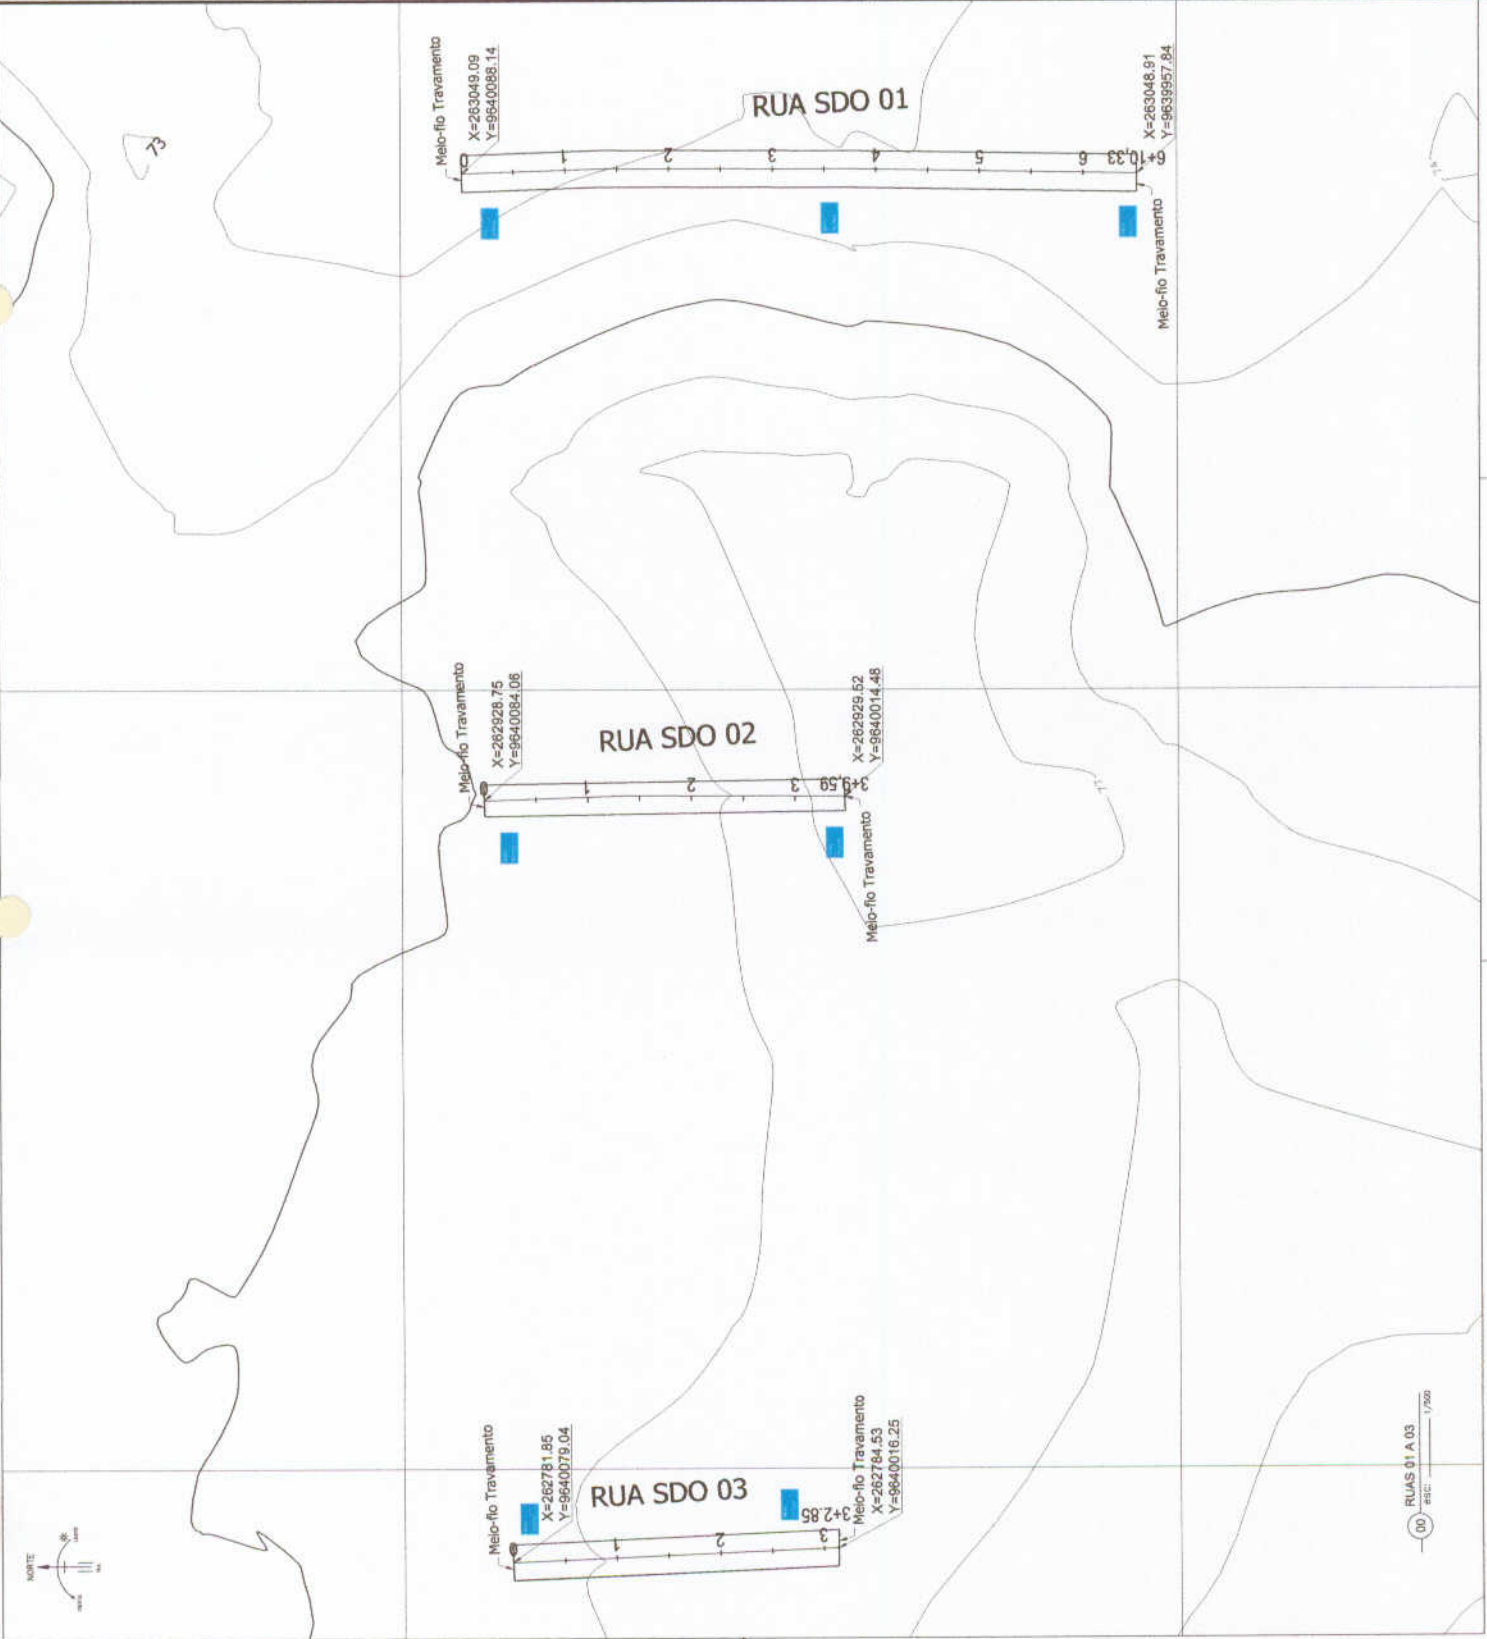 73
Meio-fio Travamento
X=263049.09
Y=9640088.14
RUA SDO 01
0
1
2
3
4
5
6
6+10,33
X=263048.91
Y=9639957.84
Meio-fio Travamento
74
Meio-fio Travamento
X=262928.75
Y=9640084.06
RUA SDO 02
0
1
2
3
3+9,59
X=262929.52
Y=9640014.48
Meio-fio Travamento
77
Meio-fio Travamento
X=262781.85
Y=9640079.04
RUA SDO 03
0
1
2
3
3+2.85
Meio-fio Travamento
X=262784.53
Y=9640016.25
NORTE
00
RUAS 01 A 03
esc:
1/500